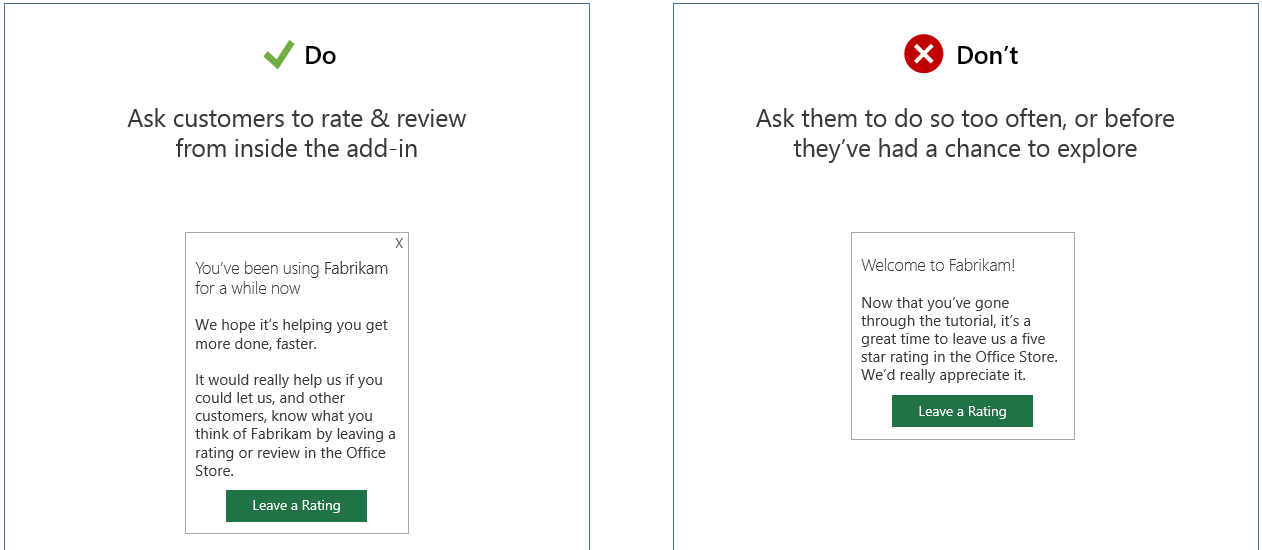 Do
Ask customers to rate & review
from inside the add-in
X
You’ve been using Fabrikam
for a while now
We hope it’s helping you get
more done, faster.
It would really help us if you
could let us, and other
customers, know what you
think of Fabrikam by leaving a
rating or review in the Office
Store.
Leave a Rating
Don’t
Ask them to do so too often, or before
they’ve had a chance to explore
Welcome to Fabrikam!
Now that you’ve gone
through the tutorial, it’s a
great time to leave us a five
star rating in the Office Store.
We’d really appreciate it.
Leave a Rating